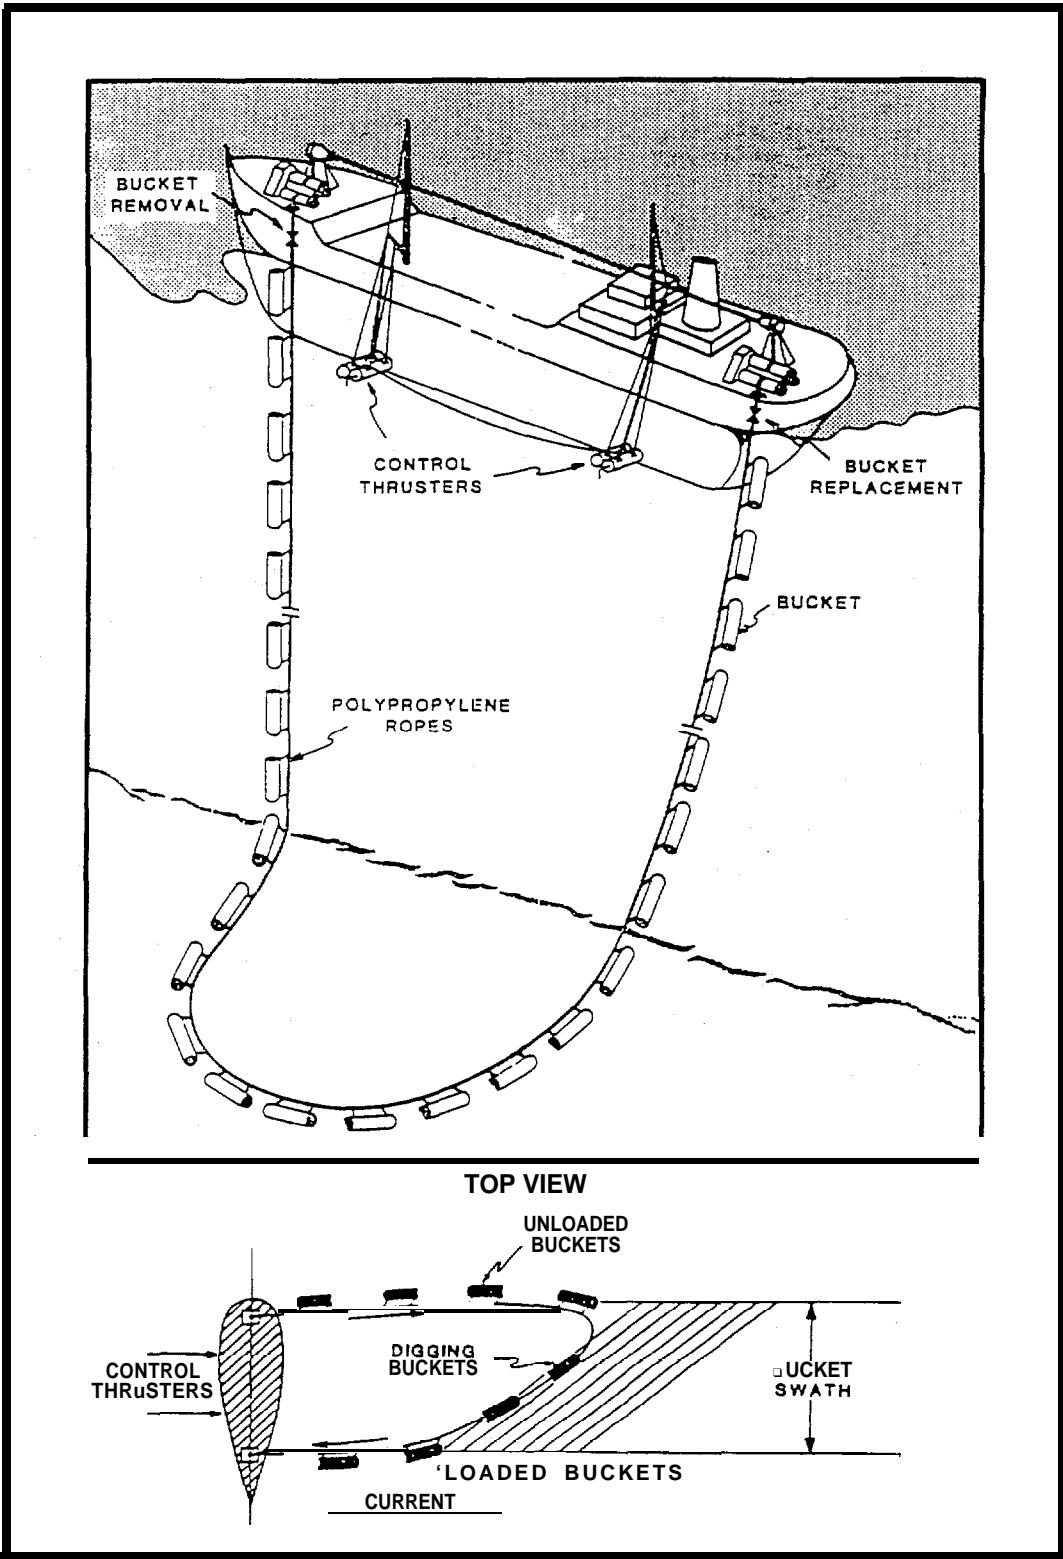 BUCKET
REMOVAL
CONTROL
THRUSTERS
BUCKET
REPLACEMENT
BUCKET
POLYPROPYLENE
ROPES
TOP VIEW
UNLOADED
BUCKETS
DIGGING
BUCKETS
CONTROL
THRuSTERS
□UCKET
SWATH
‘LOADED BUCKETS
CURRENT